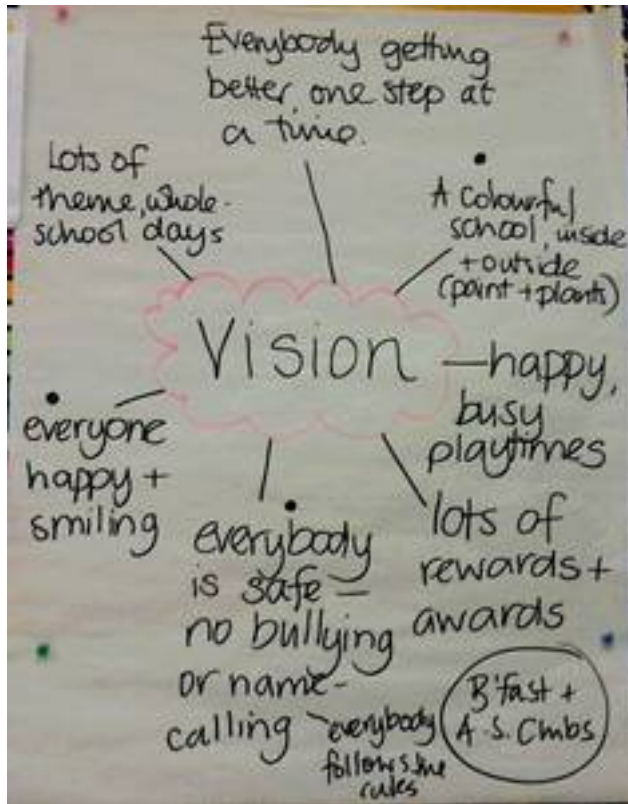 Everybody getting
better, one step at
a time.
Lots of
theme, whole-
school days
A colourful
school, inside
+ outside
(paint + plants)
Vision
happy,
busy
playtimes
everyone
happy +
smiling
everybody
is safe –
no bullying
or name-
calling
everybody
follows the
rules
lots of
rewards +
awards
B'fast +
A.S. Clubs